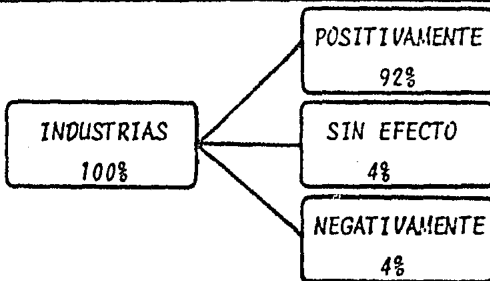 POSITIVAMENTE
92%
INDUSTRIAS
100%
SIN EFECTO
4%
NEGATIVAMENTE
4%